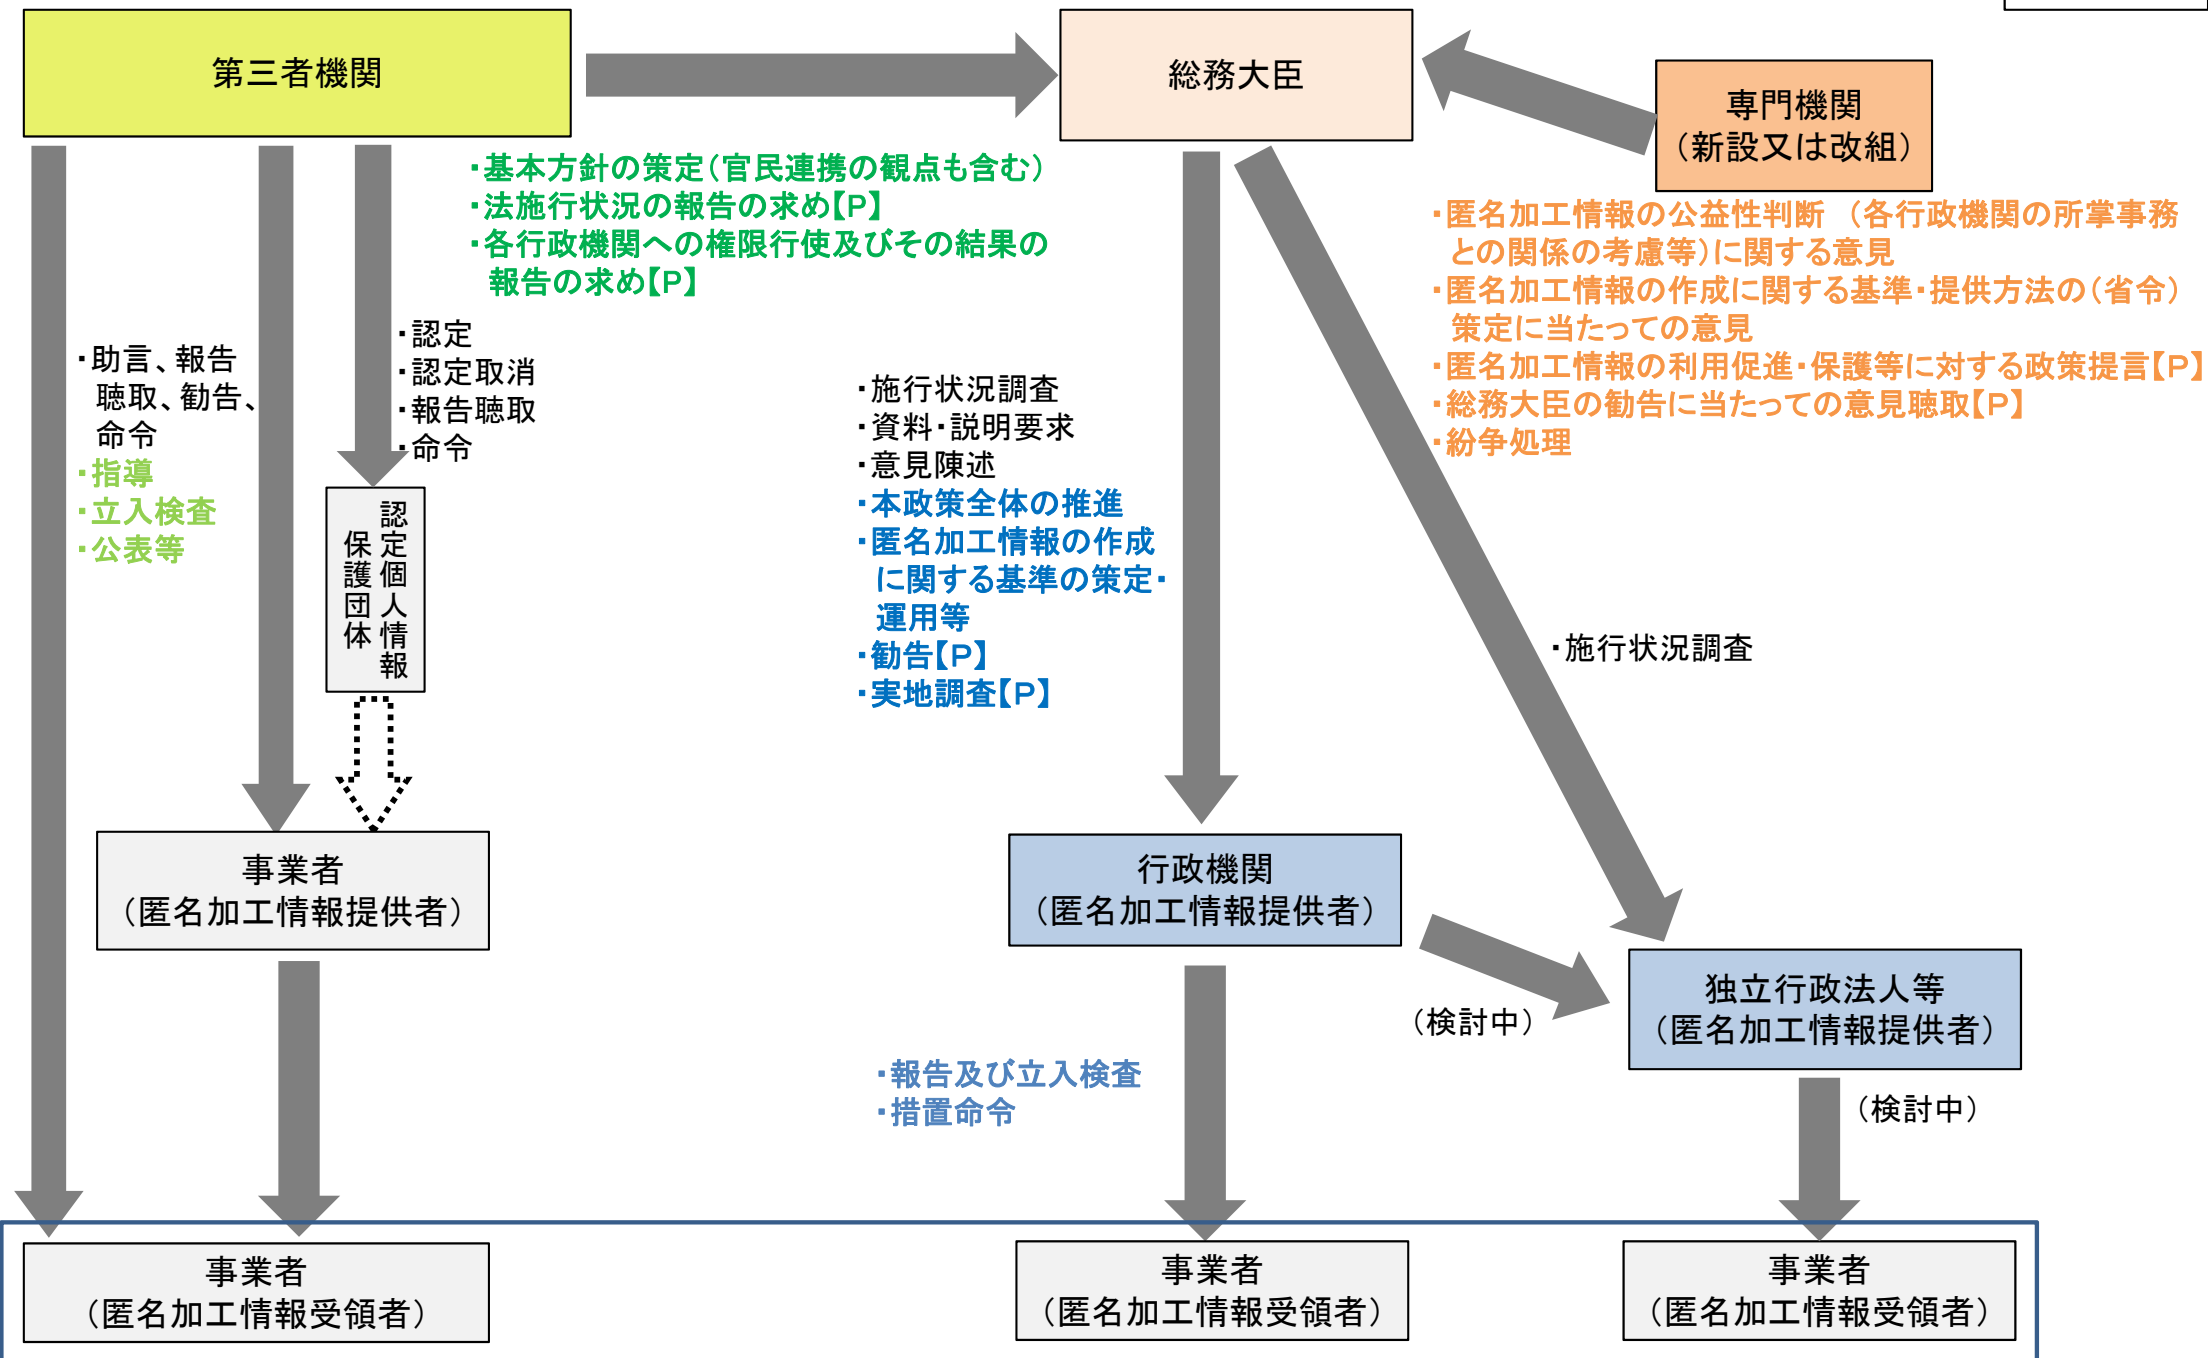 第三者機関
総務大臣
専門機関
（新設又は改組）
・基本方針の策定（官民連携の観点も含む）
・法施行状況の報告の求め【P】
・各行政機関への権限行使及びその結果の
報告の求め【P】
・匿名加工情報の公益性判断 （各行政機関の所掌事務
との関係の考慮等）に関する意見
・匿名加工情報の作成に関する基準・提供方法の（省令）
策定に当たっての意見
・匿名加工情報の利用促進・保護等に対する政策提言【P】
・総務大臣の勧告に当たっての意見聴取【P】
・紛争処理
・助言、報告
聴取、勧告、
命令
・指導
・立入検査
・公表等
・認定
・認定取消
・報告聴取
・命令
認定個人情報
保護団体
・施行状況調査
・資料・説明要求
・意見陳述
・本政策全体の推進
・匿名加工情報の作成
に関する基準の策定・
運用等
・勧告【P】
・実地調査【P】
・施行状況調査
事業者
（匿名加工情報提供者）
行政機関
（匿名加工情報提供者）
（検討中）
独立行政法人等
（匿名加工情報提供者）
・報告及び立入検査
・措置命令
（検討中）
事業者
（匿名加工情報受領者）
事業者
（匿名加工情報受領者）
事業者
（匿名加工情報受領者）